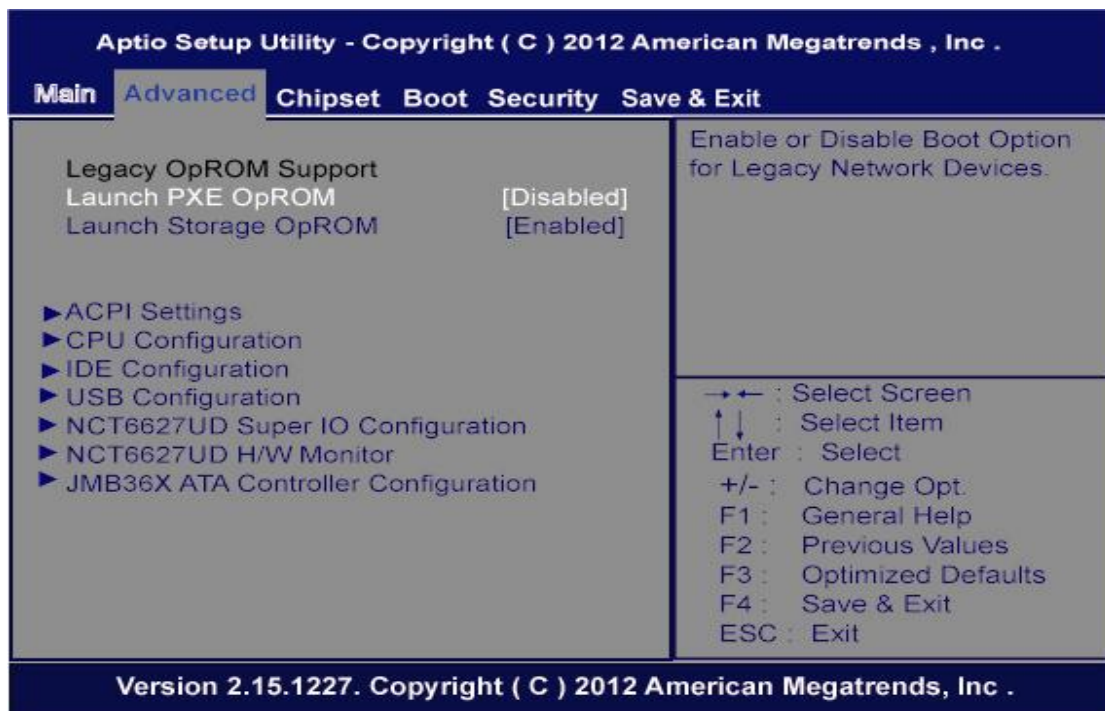 Aptio Setup Utility - Copyright ( C ) 2012 American Megatrends , Inc .
Main Advanced Chipset Boot Security Save & Exit
Legacy OpROM Support
Launch PXE OpROM [Disabled]
Launch Storage OpROM [Enabled]
►ACPI Settings
►CPU Configuration
►IDE Configuration
►USB Configuration
►NCT6627UD Super IO Configuration
►NCT6627UD H/W Monitor
►JMB36X ATA Controller Configuration
Enable or Disable Boot Option
for Legacy Network Devices.
→← : Select Screen
↑↓ : Select Item
Enter : Select
+/- : Change Opt.
F1 : General Help
F2 : Previous Values
F3 : Optimized Defaults
F4 : Save & Exit
ESC : Exit
Version 2.15.1227. Copyright ( C ) 2012 American Megatrends, Inc .